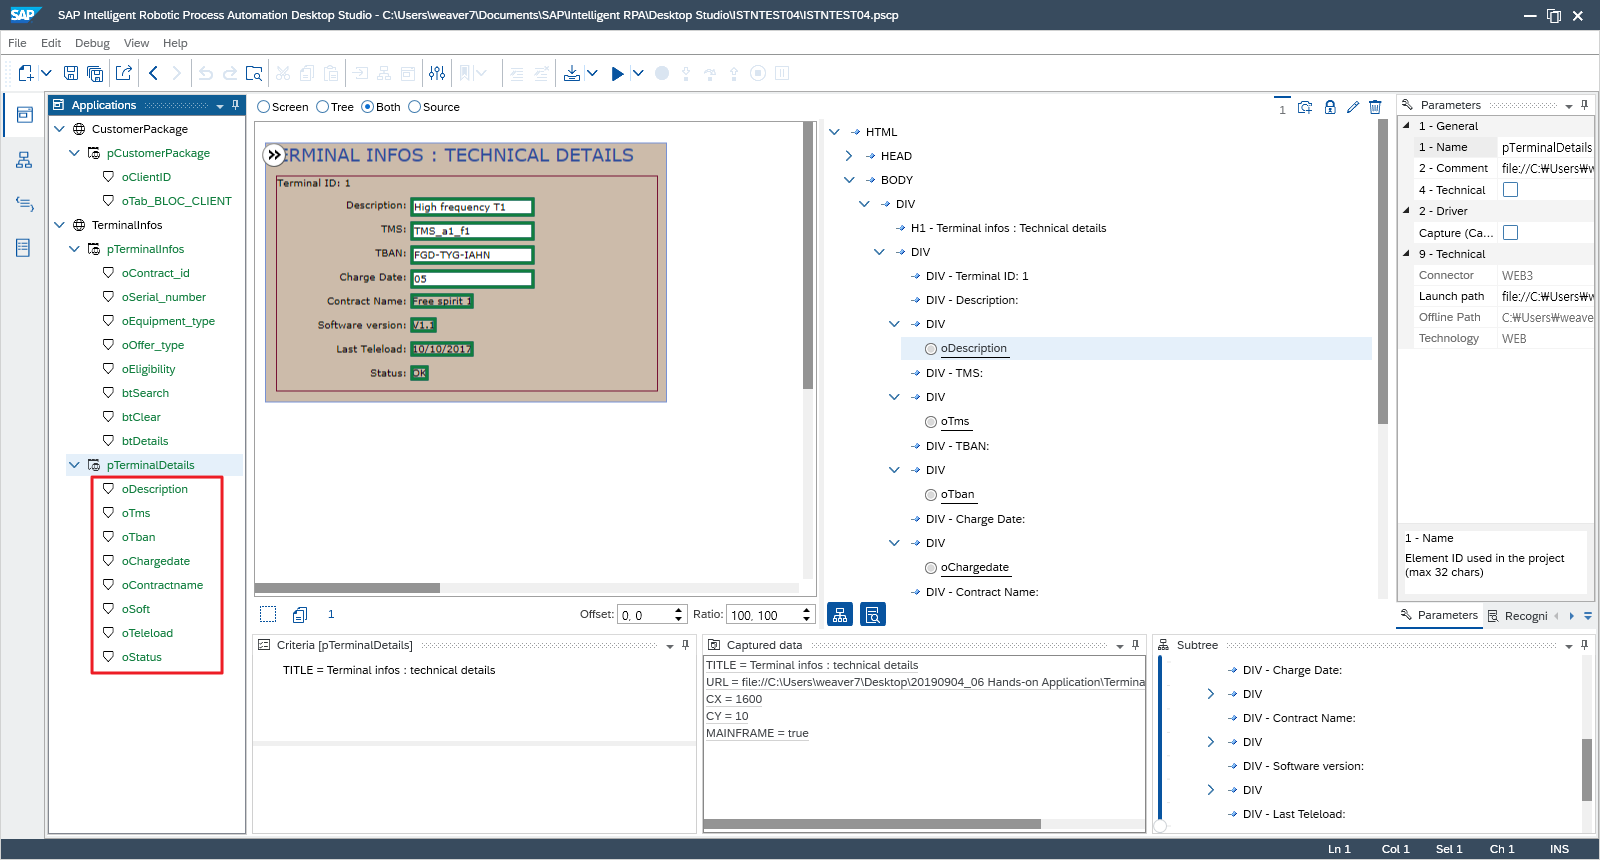 SAP SAP Intelligent Robotic Process Automation Desktop Studio - C:\Users\weaver7\Documents\SAP\Intelligent RPA\Desktop Studio\ISTNTEST04\ISTNTEST04.pscp
File Edit Debug View Help
Applications
CustomerPackage
pCustomerPackage
oClientID
oTab_BLOC_CLIENT
TerminalInfos
pTerminalInfos
oContract_id
oSerial_number
oEquipment_type
oOffer_type
oEligibility
btSearch
btClear
btDetails
pTerminalDetails
oDescription
oTms
oTban
oChargedate
oContractname
oSoft
oTeleload
oStatus
Screen Tree Both Source
1
ERMINAL INFOS : TECHNICAL DETAILS
Terminal ID: 1
Description: High frequency T1
TMS: TMS_a1_f1
TBAN: FGD-TYG-IAHN
Charge Date: 05
Contract Name: Free spirit 1
Software version: V1.1
Last Teleload: 10/10/2017
Status: OK
1
Offset: 0, 0 Ratio: 100, 100
HTML
HEAD
BODY
DIV
H1 - Terminal infos : Technical details
DIV
DIV - Terminal ID: 1
DIV - Description:
DIV
oDescription
DIV - TMS:
DIV
oTms
DIV - TBAN:
DIV
oTban
DIV - Charge Date:
DIV
oChargedate
DIV - Contract Name:
Parameters
1 - General
1 - Name pTerminalDetails
2 - Comment file://C:₩Users₩w
4 - Technical
2 - Driver
Capture (Ca...
9 - Technical
Connector WEB3
Launch path file://C:₩Users₩w
Offline Path C:₩Users₩weave
Technology WEB
1 - Name
Element ID used in the project
(max 32 chars)
Parameters Recogni
Criteria [pTerminalDetails]
TITLE = Terminal infos : technical details
Captured data
TITLE = Terminal infos : technical details
URL = file://C:\Users\weaver7\Desktop\20190904_06 Hands-on Application\Termina
CX = 1600
CY = 10
MAINFRAME = true
Subtree
DIV - Charge Date:
DIV
DIV - Contract Name:
DIV
DIV - Software version:
DIV
DIV - Last Teleload:
Ln 1 Col 1 Sel 1 Ch 1 INS